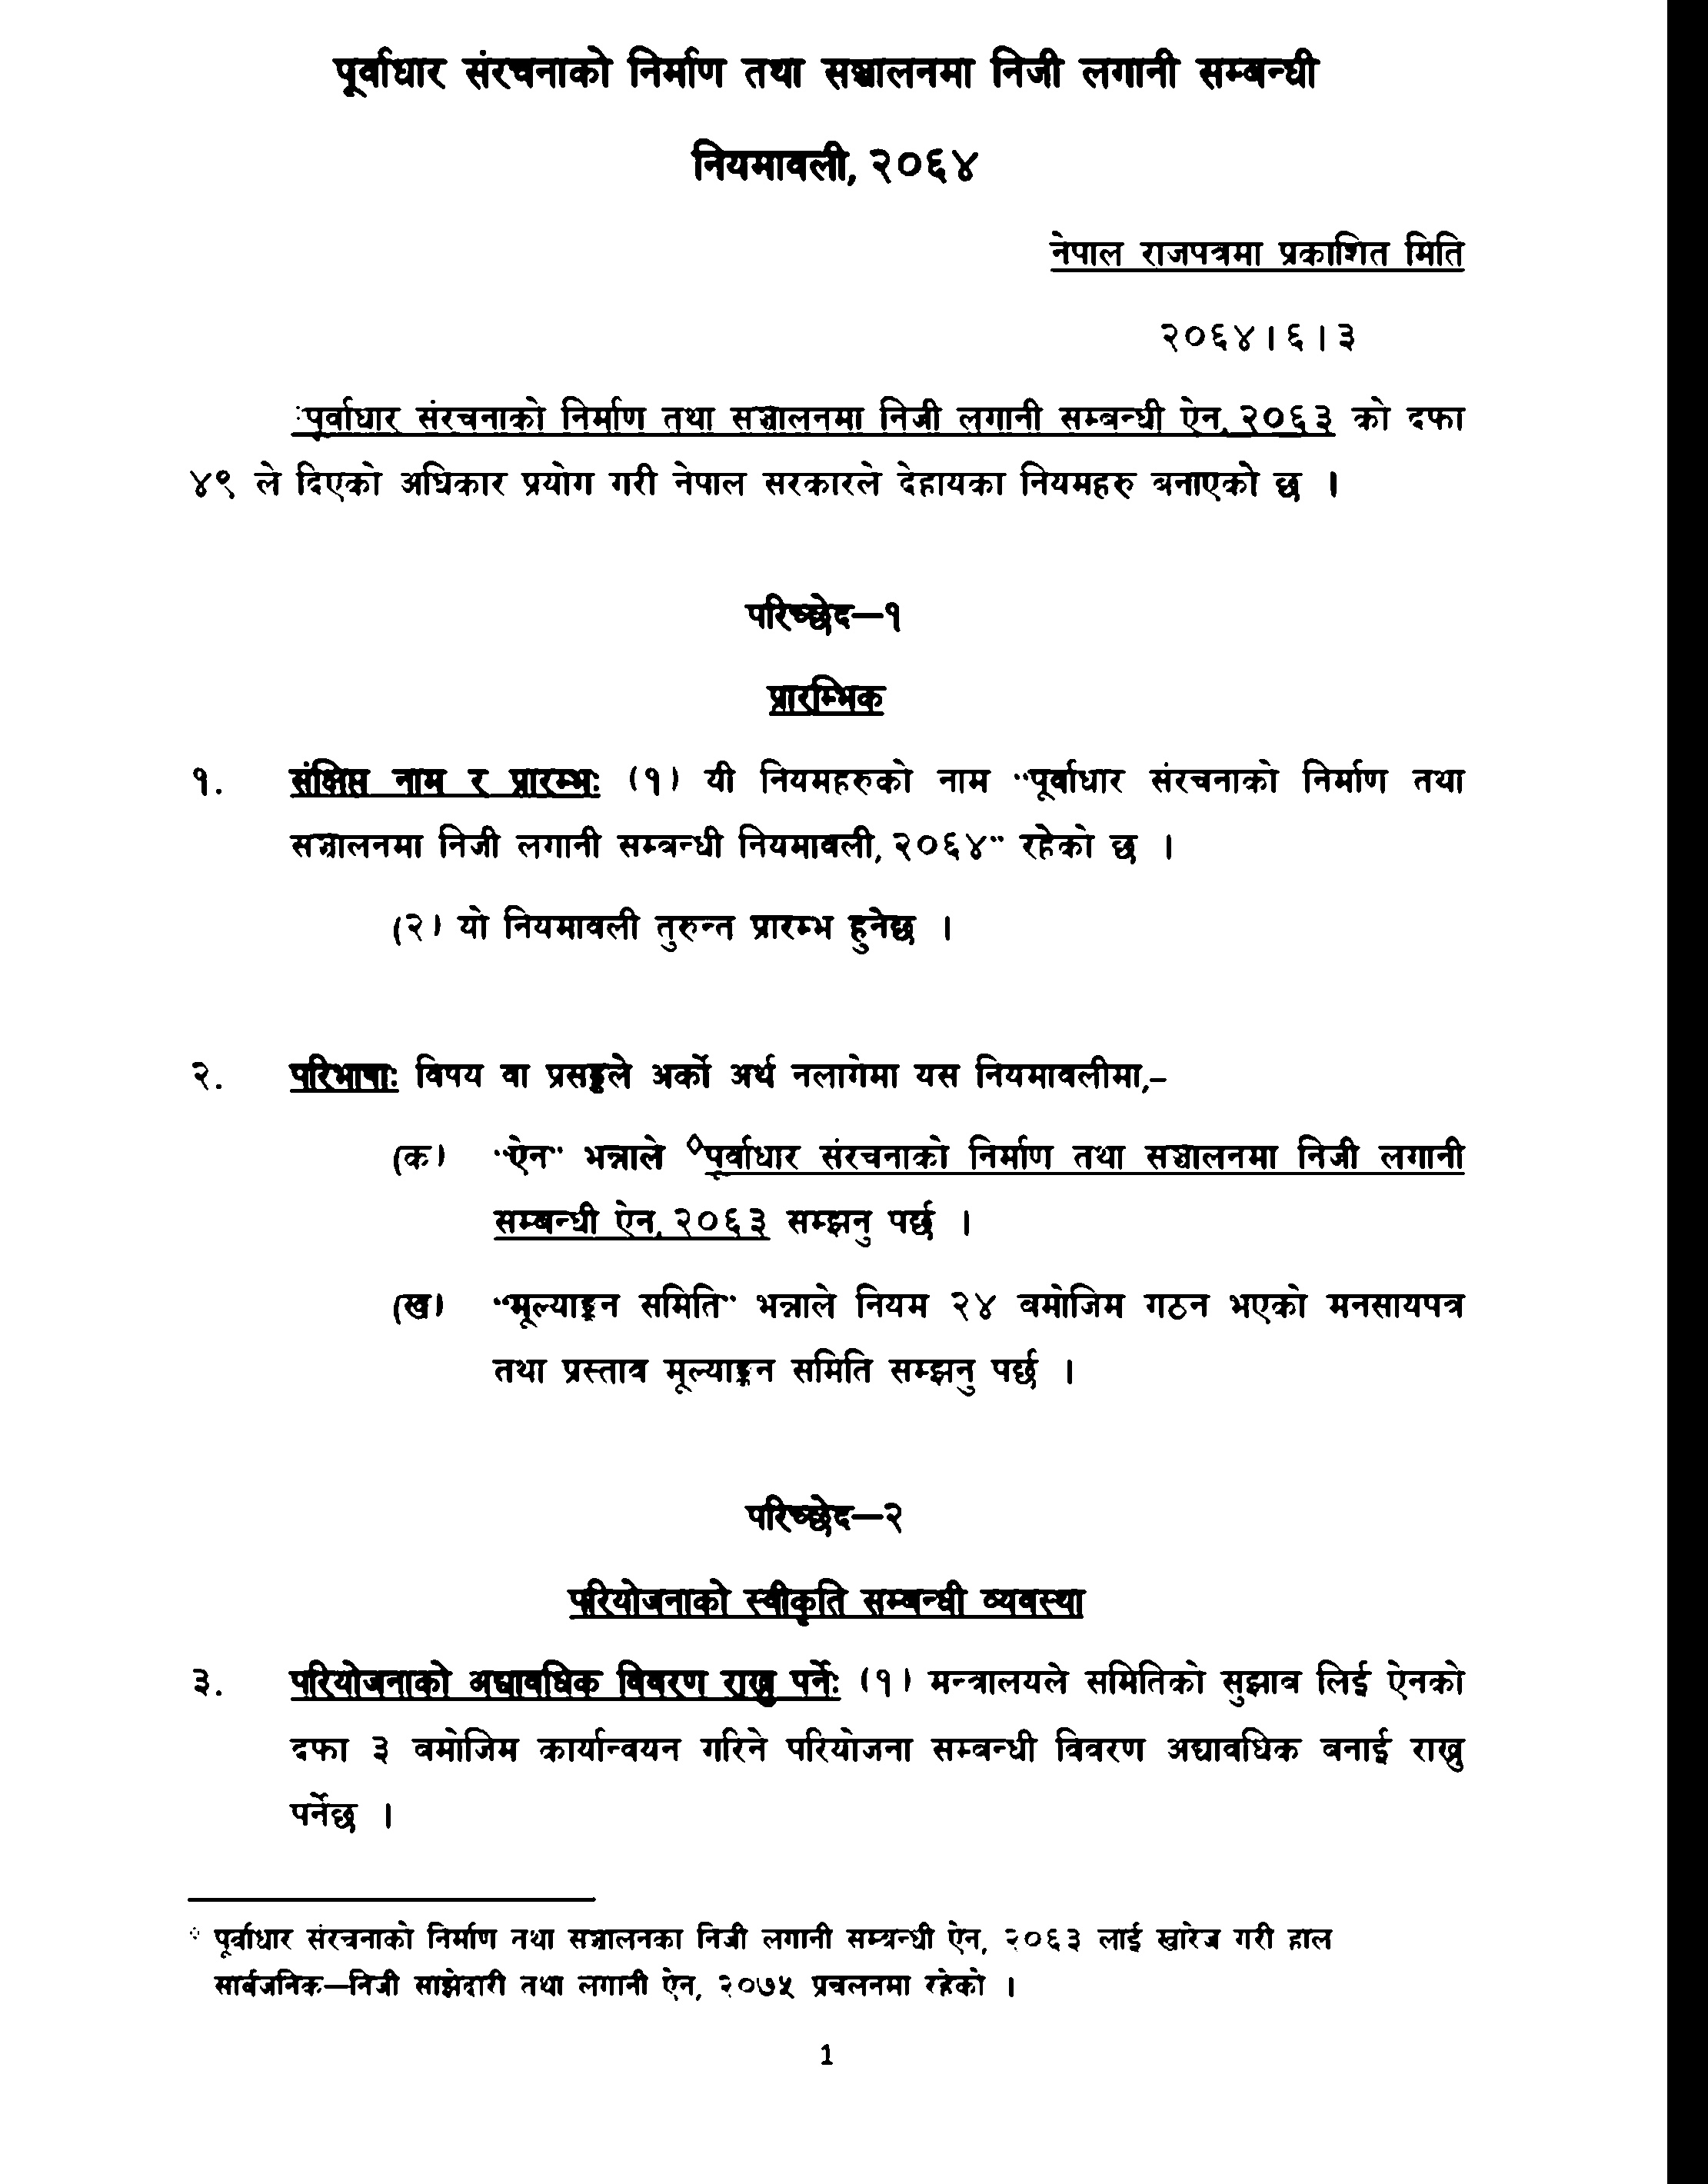 पूर्वाधार संरचनाको निर्माण तथा सञ्चालनमा निजी लगानी सम्बन्धी
नियमावली, २०६४
नेपाल राजपत्रमा प्रकाशित मिति
२०६४।६।३
◌ॱपूर्वाधार संरचनाको निर्माण तथा सञ्चालनमा निजी लगानी सम्बन्धी ऐन, २०६३ को दफा
४९ ले दिएको अधिकार प्रयोग गरी नेपाल सरकारले देहायका नियमहरु बनाएको छ ।
परिच्छेद–१
प्रारम्भिक
१. संक्षिप्त नाम र प्रारम्भः (१) यी नियमहरुको नाम "पूर्वाधार संरचनाको निर्माण तथा
सञ्चालनमा निजी लगानी सम्बन्धी नियमावली, २०६४" रहेको छ ।
(२) यो नियमावली तुरुन्त प्रारम्भ हुनेछ ।
२. परिभाषाः विषय वा प्रसङ्गले अर्को अर्थ नलागेमा यस नियमावलीमा,–
(क) "ऐन" भन्नाले ◊पूर्वाधार संरचनाको निर्माण तथा सञ्चालनमा निजी लगानी
सम्बन्धी ऐन, २०६३ सम्झनु पर्छ ।
(ख) "मूल्याङ्कन समिति" भन्नाले नियम २४ बमोजिम गठन भएको मनसायपत्र
तथा प्रस्ताव मूल्याङ्कन समिति सम्झनु पर्छ ।
परिच्छेद–२
परियोजनाको स्वीकृति सम्बन्धी व्यवस्था
३. परियोजनाको अद्यावधिक विवरण राख्नु पर्नेः (१) मन्त्रालयले समितिको सुझाव लिई ऐनको
दफा ३ बमोजिम कार्यान्वयन गरिने परियोजना सम्बन्धी विवरण अद्यावधिक बनाई राख्नु
पर्नेछ ।
◊ पूर्वाधार संरचनाको निर्माण तथा सञ्चालनका निजी लगानी सम्बन्धी ऐन, २०६३ लाई खारेज गरी हाल
सार्वजनिक–निजी साझेदारी तथा लगानी ऐन, २०७५ प्रचलनमा रहेको ।
1